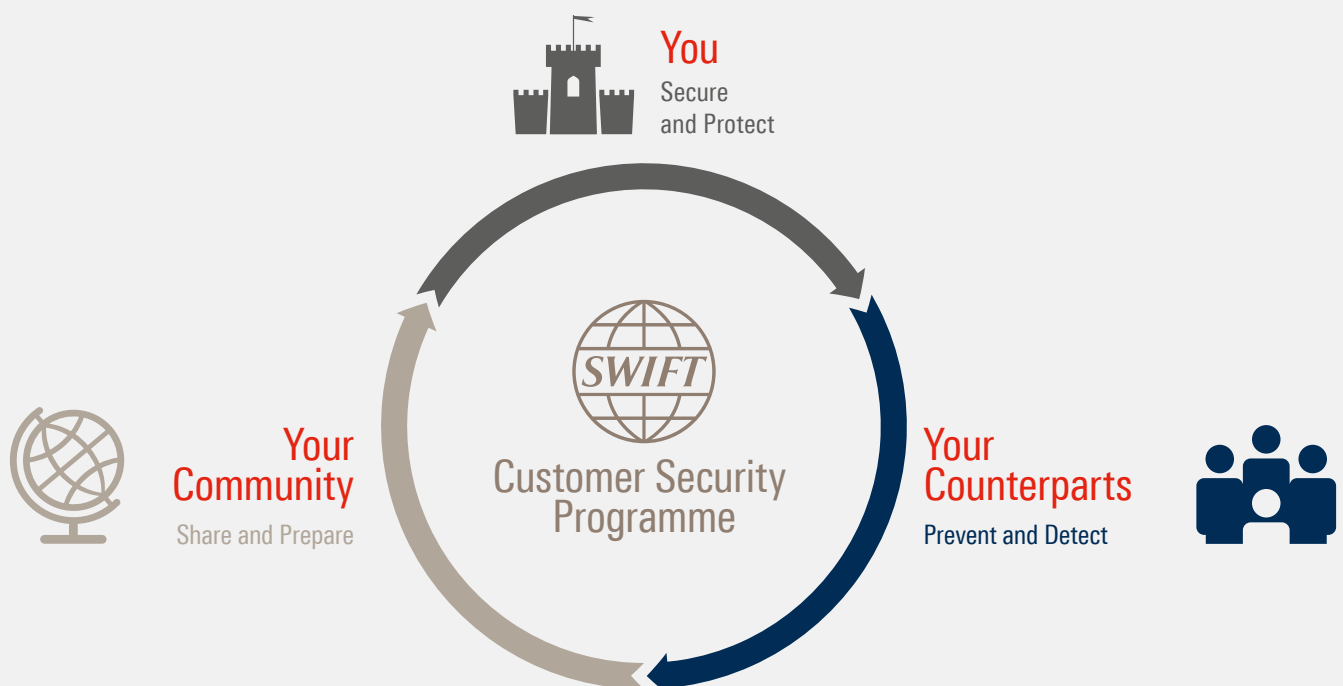 You
Secure
and Protect
SWIFT
Customer Security
Programme
Your
Community
Share and Prepare
Your
Counterparts
Prevent and Detect